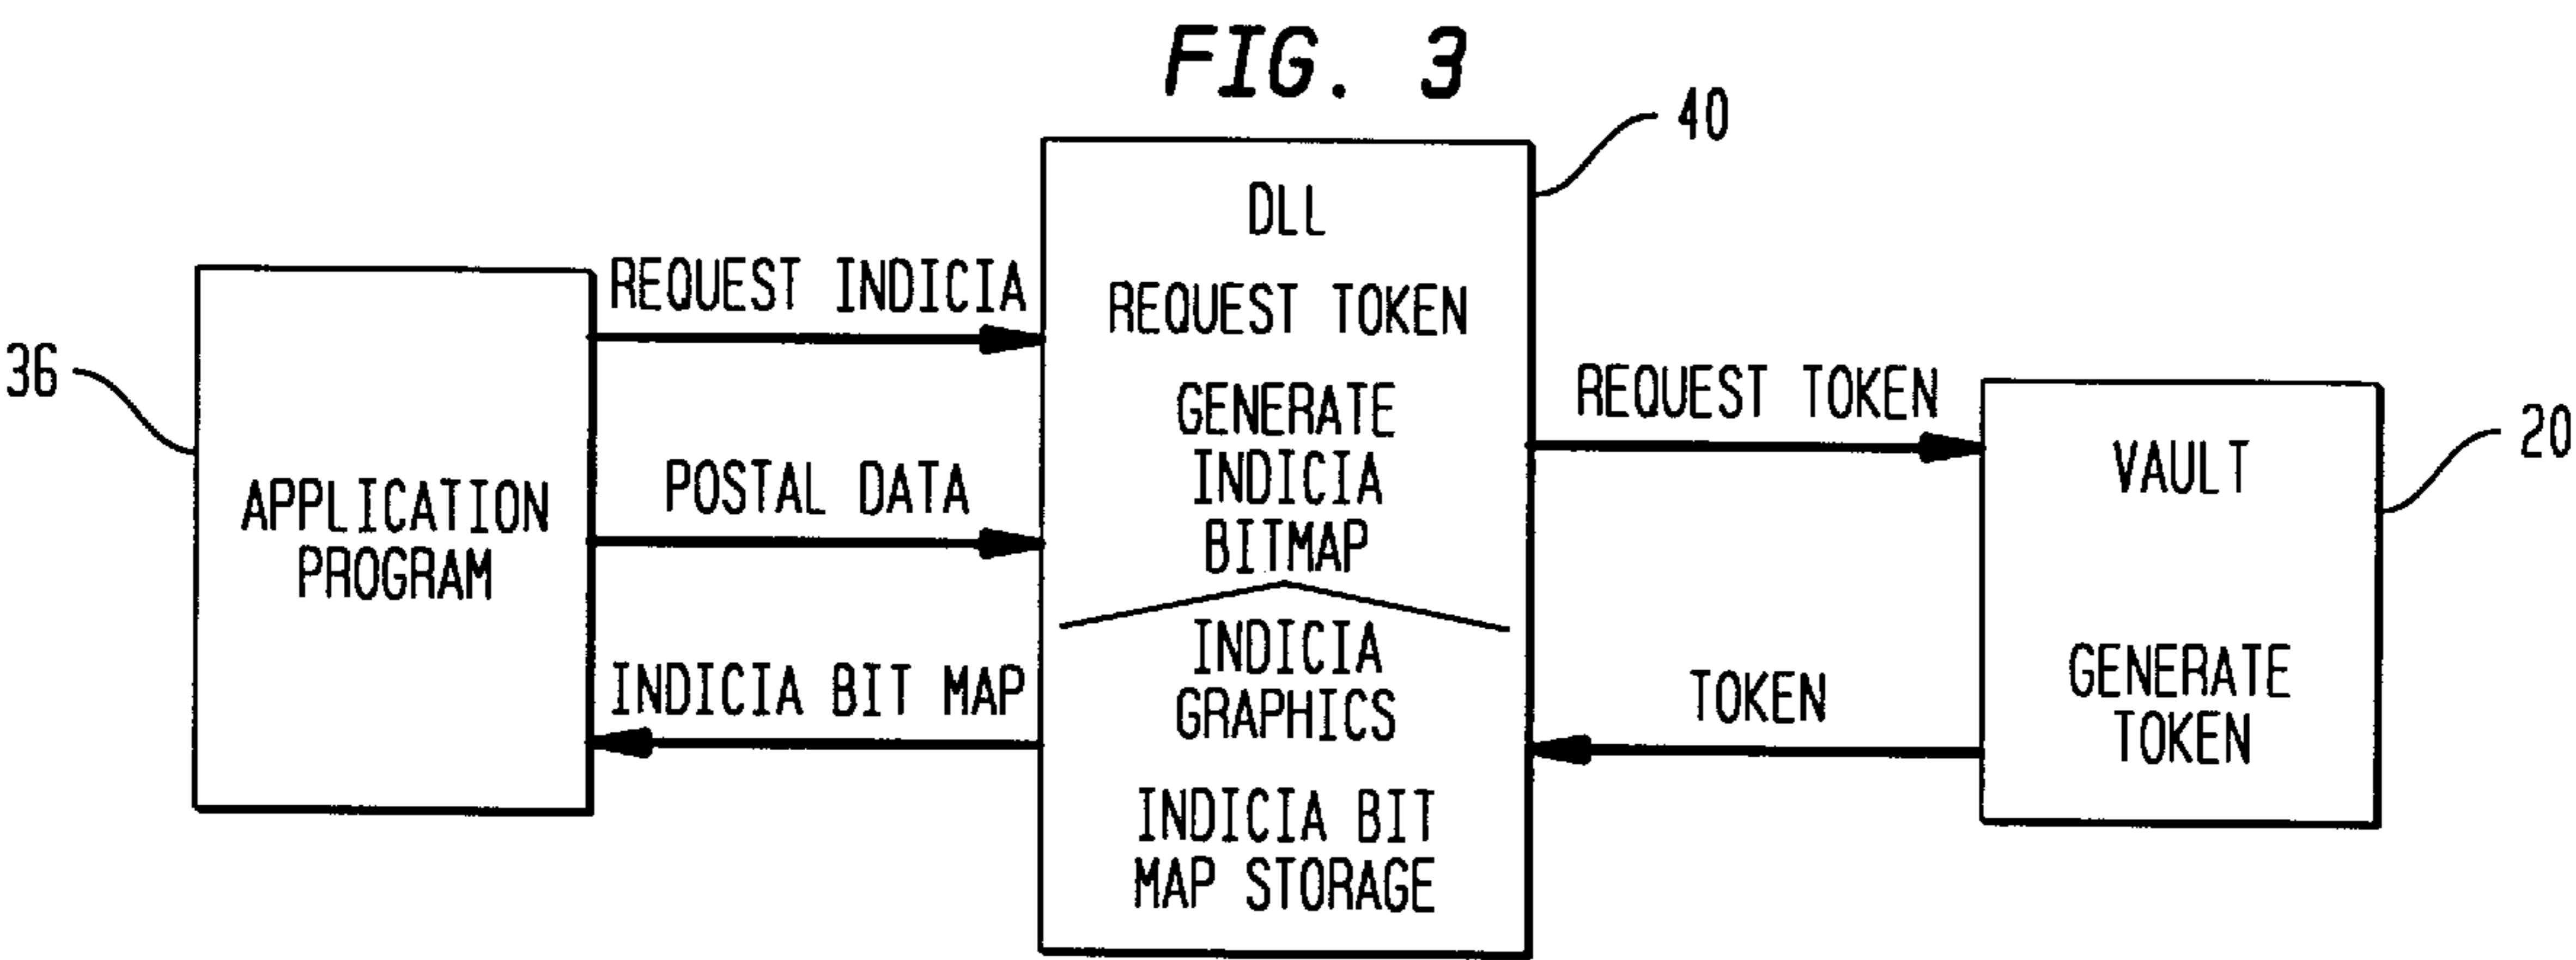 FIG. 3
40
DLL
REQUEST TOKEN
GENERATE
INDICIA
BITMAP
INDICIA
GRAPHICS
INDICIA BIT
MAP STORAGE
36
APPLICATION
PROGRAM
REQUEST INDICIA
POSTAL DATA
INDICIA BIT MAP
REQUEST TOKEN
TOKEN
20
VAULT
GENERATE
TOKEN